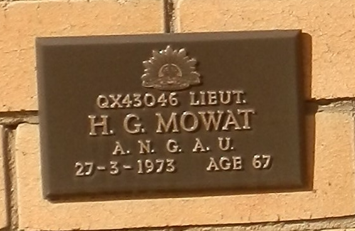 QX43046 LIEUT.
H. G. MOWAT
A. N. G. A. U.
27-3-1973 AGE 67